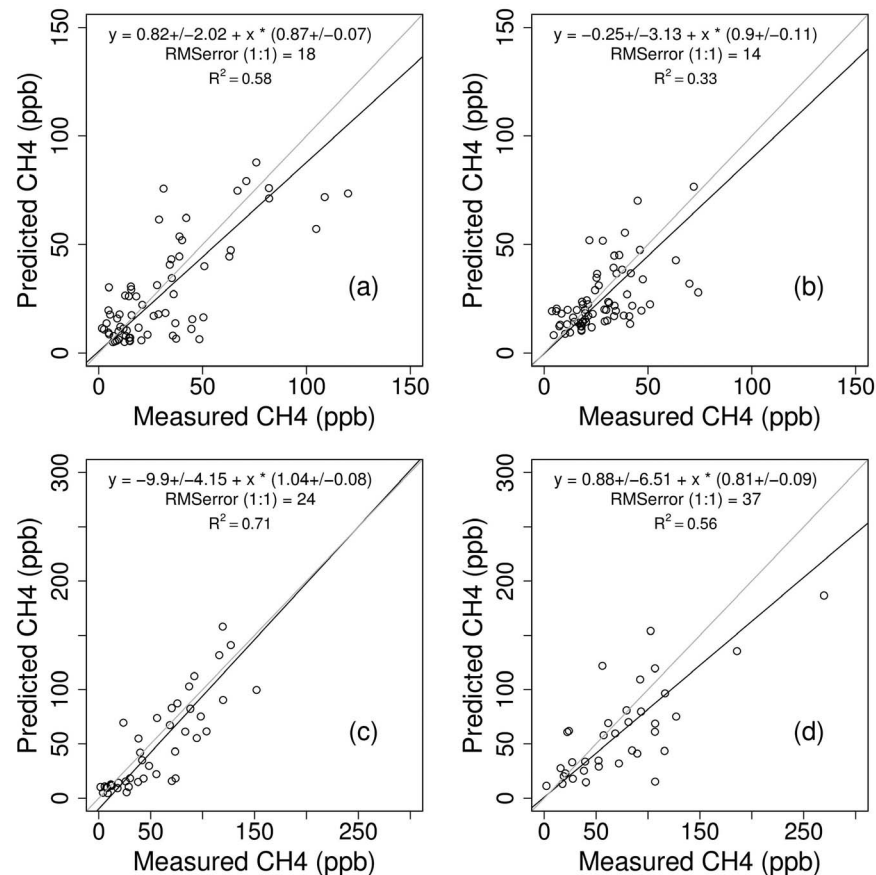 y = 0.82+/−2.02 + x * (0.87+/−0.07)
RMSerror (1:1) = 18
R² = 0.58
(a)
150
100
50
0
Predicted CH4 (ppb)
0 50 100 150
Measured CH4 (ppb)
y = −0.25+/−3.13 + x * (0.9+/−0.11)
RMSerror (1:1) = 14
R² = 0.33
(b)
150
100
50
0
Predicted CH4 (ppb)
0 50 100 150
Measured CH4 (ppb)
y = −9.9+/−4.15 + x * (1.04+/−0.08)
RMSerror (1:1) = 24
R² = 0.71
(c)
300
200
100
50
0
Predicted CH4 (ppb)
0 50 150 250
Measured CH4 (ppb)
y = 0.88+/−6.51 + x * (0.81+/−0.09)
RMSerror (1:1) = 37
R² = 0.56
(d)
300
200
100
50
0
Predicted CH4 (ppb)
0 50 150 250
Measured CH4 (ppb)